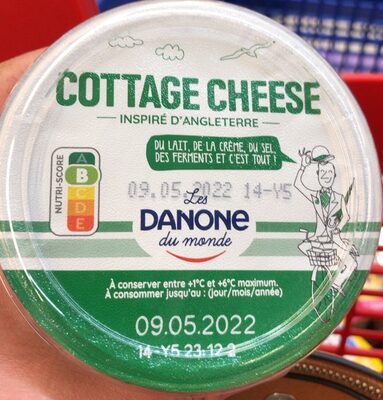 COTTAGE CHEESE
INSPIRÉ D'ANGLETERRE
DU LAIT, DE LA CRÈME, DU SEL,
DES FERMENTS ET C'EST TOUT !
NUTRI-SCORE
A
B
C
D
E
09.05.2022 14-Y5
Les
DANONE
du monde
À conserver entre +1°C et +6°C maximum.
À consommer jusqu'au : (jour/mois/année)
09.05.2022
14-Y5 23:12 2